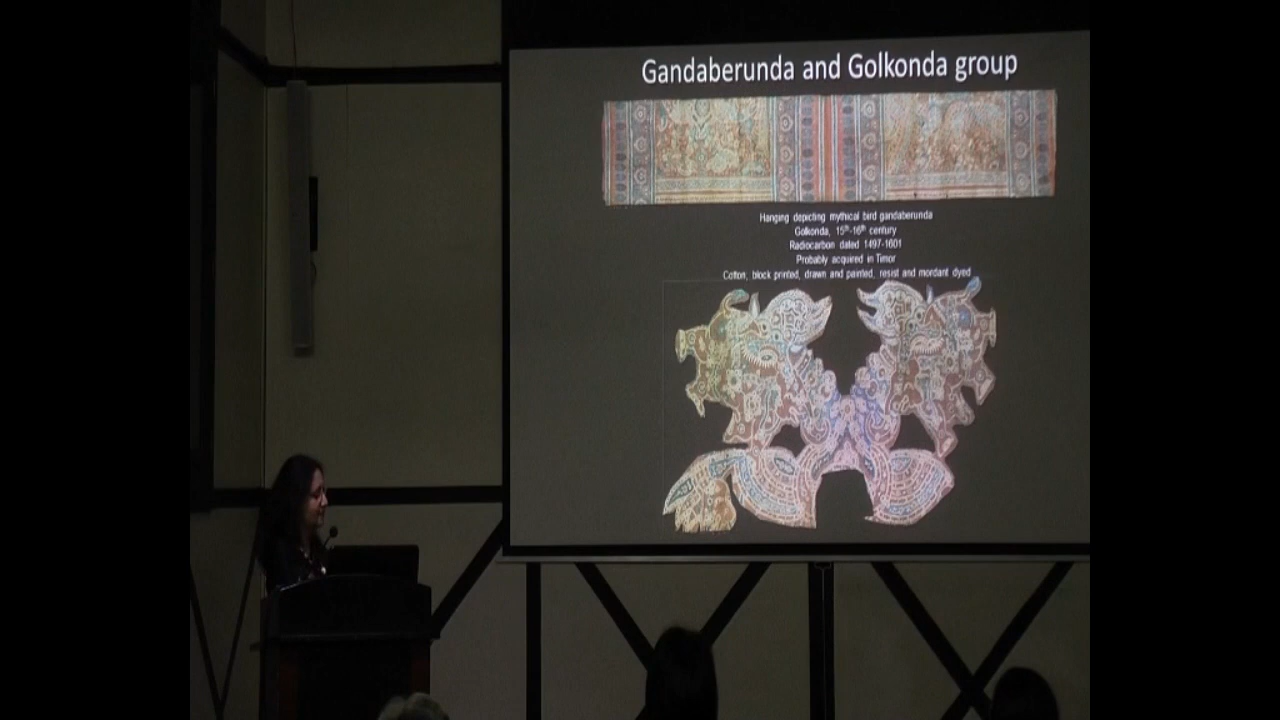 Gandaberunda and Golkonda group
Hanging depicting mythical bird gandaberunda
Golkonda, 15th-16th century
Radiocarbon dated 1497-1601
Probably acquired in Timor
Cotton, block printed, drawn and painted, resist and mordant dyed